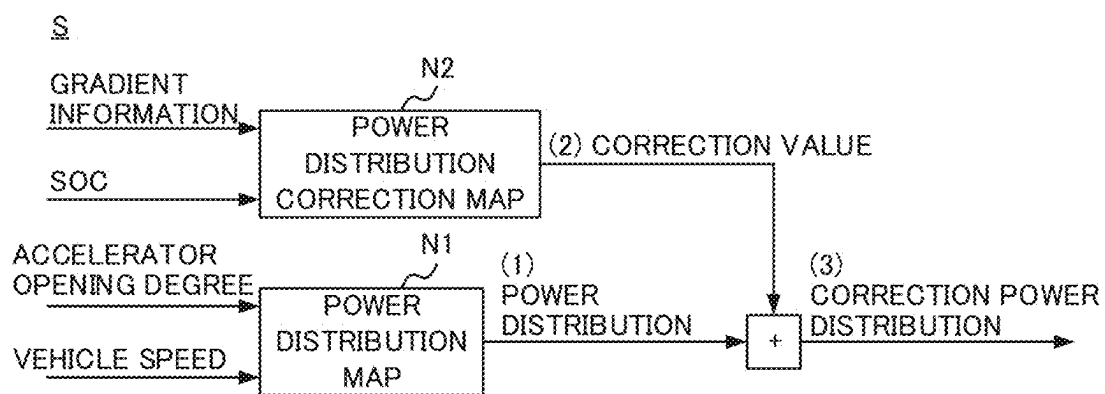 S
GRADIENT
INFORMATION
SOC
N2
POWER
DISTRIBUTION
CORRECTION MAP
(2) CORRECTION VALUE
ACCELERATOR
OPENING DEGREE
VEHICLE SPEED
N1
POWER
DISTRIBUTION
MAP
(1)
POWER
DISTRIBUTION
+
(3)
CORRECTION POWER
DISTRIBUTION